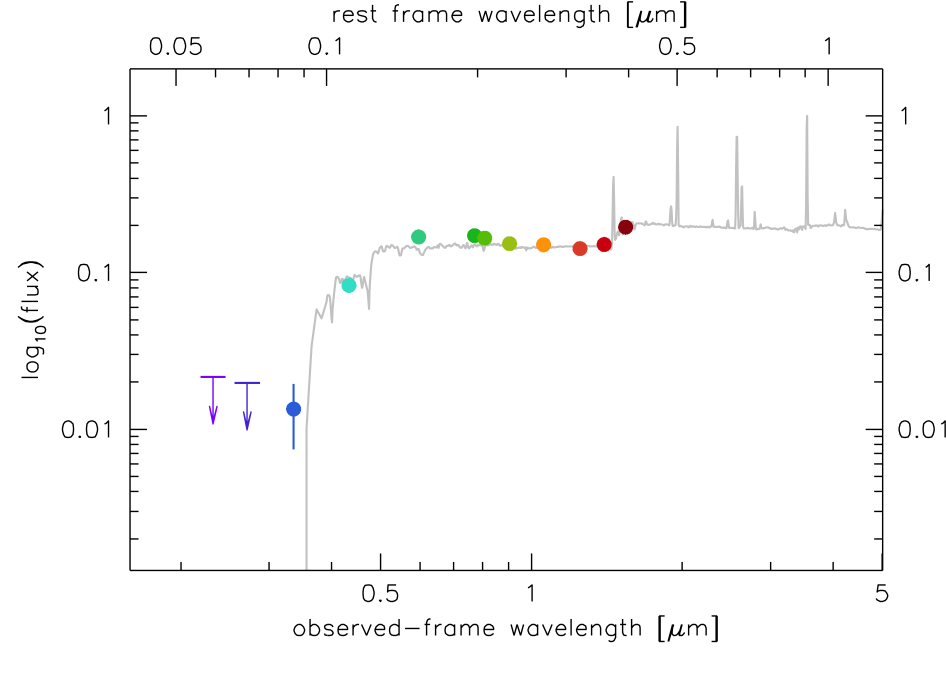 rest frame wavelength [μm]
0.05 0.1 0.5 1
1 1
0.1 0.1
0.01 0.01
log10(flux)
0.5 1 5
observed-frame wavelength [μm]